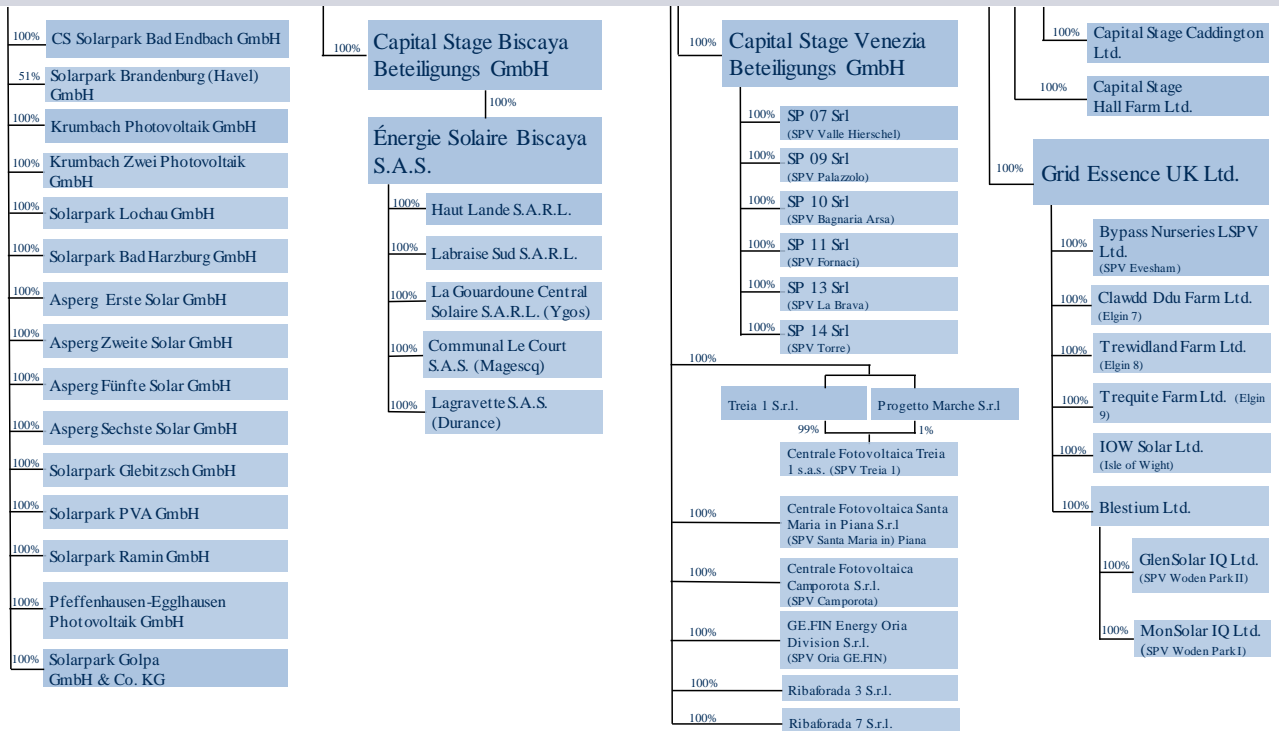 100%
CS Solarpark Bad Endbach GmbH
51%
Solarpark Brandenburg (Havel)
GmbH
100%
Krumbach Photovoltaik GmbH
100%
Krumbach Zwei Photovoltaik
GmbH
100%
Solarpark Lochau GmbH
100%
Solarpark Bad Harzburg GmbH
100%
Asperg Erste Solar GmbH
100%
Asperg Zweite Solar GmbH
100%
Asperg Fünfte Solar GmbH
100%
Asperg Sechste Solar GmbH
100%
Solarpark Glebitzsch GmbH
100%
Solarpark PVA GmbH
100%
Solarpark Ramin GmbH
100%
Pfeffenhausen-Egglhausen
Photovoltaik GmbH
100%
Solarpark Golpa
GmbH & Co. KG
100%
Capital Stage Biscaya
Beteiligungs GmbH
100%
Énergie Solaire Biscaya
S.A.S.
100%
Haut Lande S.A.R.L.
100%
Labraise Sud S.A.R.L.
100%
La Gouardoune Central
Solaire S.A.R.L. (Ygos)
100%
Communal Le Court
S.A.S. (Magescq)
100%
Lagravette S.A.S.
(Durance)
100%
Capital Stage Venezia
Beteiligungs GmbH
100%
SP 07 Srl
(SPV Valle Hierschel)
100%
SP 09 Srl
(SPV Palazzolo)
100%
SP 10 Srl
(SPV Bagnaria Arsa)
100%
SP 11 Srl
(SPV Fornaci)
100%
SP 13 Srl
(SPV La Brava)
100%
SP 14 Srl
(SPV Torre)
100%
Treia 1 S.r.l.
Progetto Marche S.r.l
99%
1%
Centrale Fotovoltaica Treia
1 s.a.s. (SPV Treia 1)
100%
Centrale Fotovoltaica Santa
Maria in Piana S.r.l
(SPV Santa Maria in) Piana
100%
Centrale Fotovoltaica
Camporota S.r.l.
(SPV Camporota)
100%
GE.FIN Energy Oria
Division S.r.l.
(SPV Oria GE.FIN)
100%
Ribaforada 3 S.r.l.
100%
Ribaforada 7 S.r.l.
100%
Capital Stage Caddington
Ltd.
100%
Capital Stage
Hall Farm Ltd.
100%
Grid Essence UK Ltd.
100%
Bypass Nurseries LSPV
Ltd.
(SPV Evesham)
100%
Clawdd Ddu Farm Ltd.
(Elgin 7)
100%
Trewidland Farm Ltd.
(Elgin 8)
100%
Trequite Farm Ltd. (Elgin
9)
100%
IOW Solar Ltd.
(Isle of Wight)
100%
Blestium Ltd.
100%
GlenSolar IQ Ltd.
(SPV Woden Park II)
100%
MonSolar IQ Ltd.
(SPV Woden Park I)